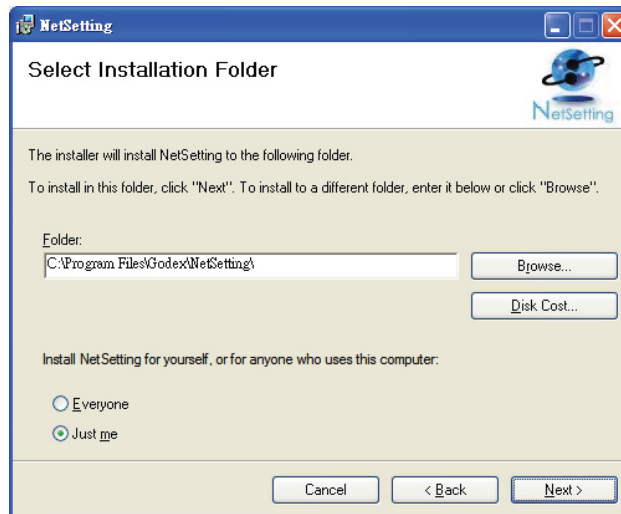 NetSetting
Select Installation Folder
NetSetting
The installer will install NetSetting to the following folder.
To install in this folder, click "Next". To install to a different folder, enter it below or click "Browse".
Folder:
C:\Program Files\Godex\NetSetting\
Browse...
Disk Cost...
Install NetSetting for yourself, or for anyone who uses this computer:
Everyone
Just me
Cancel
< Back
Next >